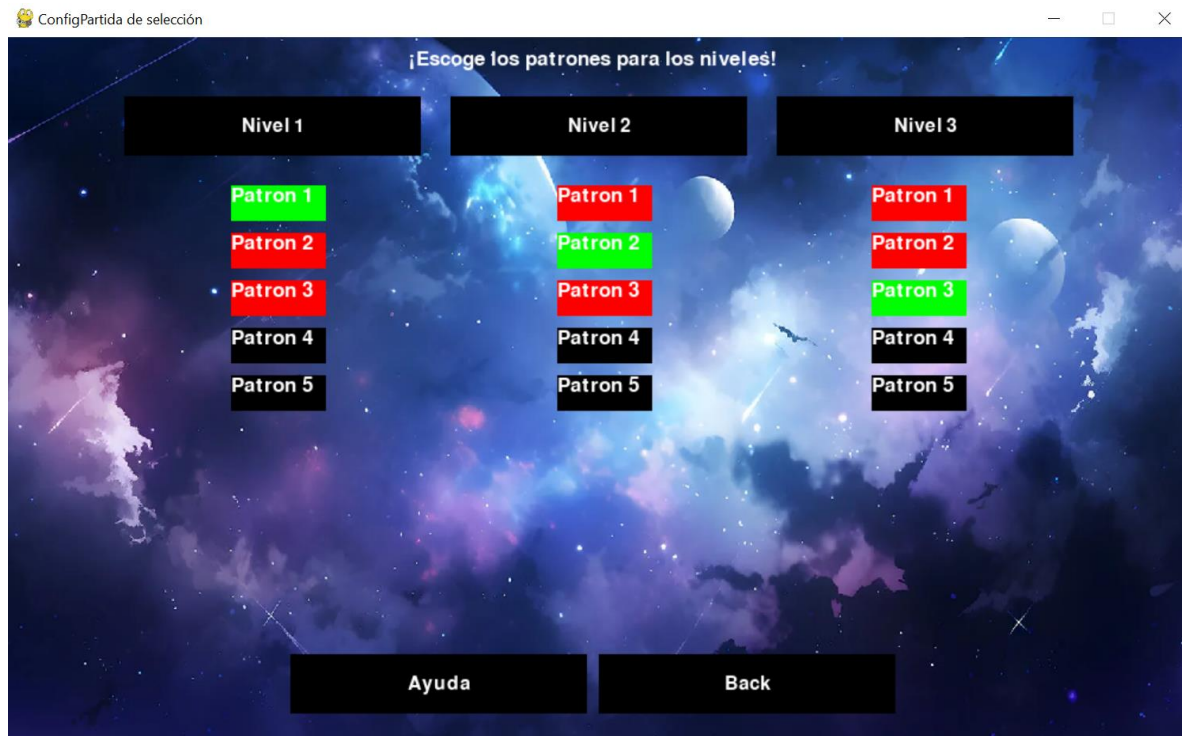 ConfigPartida de selección
¡Escoge los patrones para los niveles!
Nivel 1 Nivel 2 Nivel 3
Patron 1 Patron 1 Patron 1
Patron 2 Patron 2 Patron 2
Patron 3 Patron 3 Patron 3
Patron 4 Patron 4 Patron 4
Patron 5 Patron 5 Patron 5
Ayuda Back